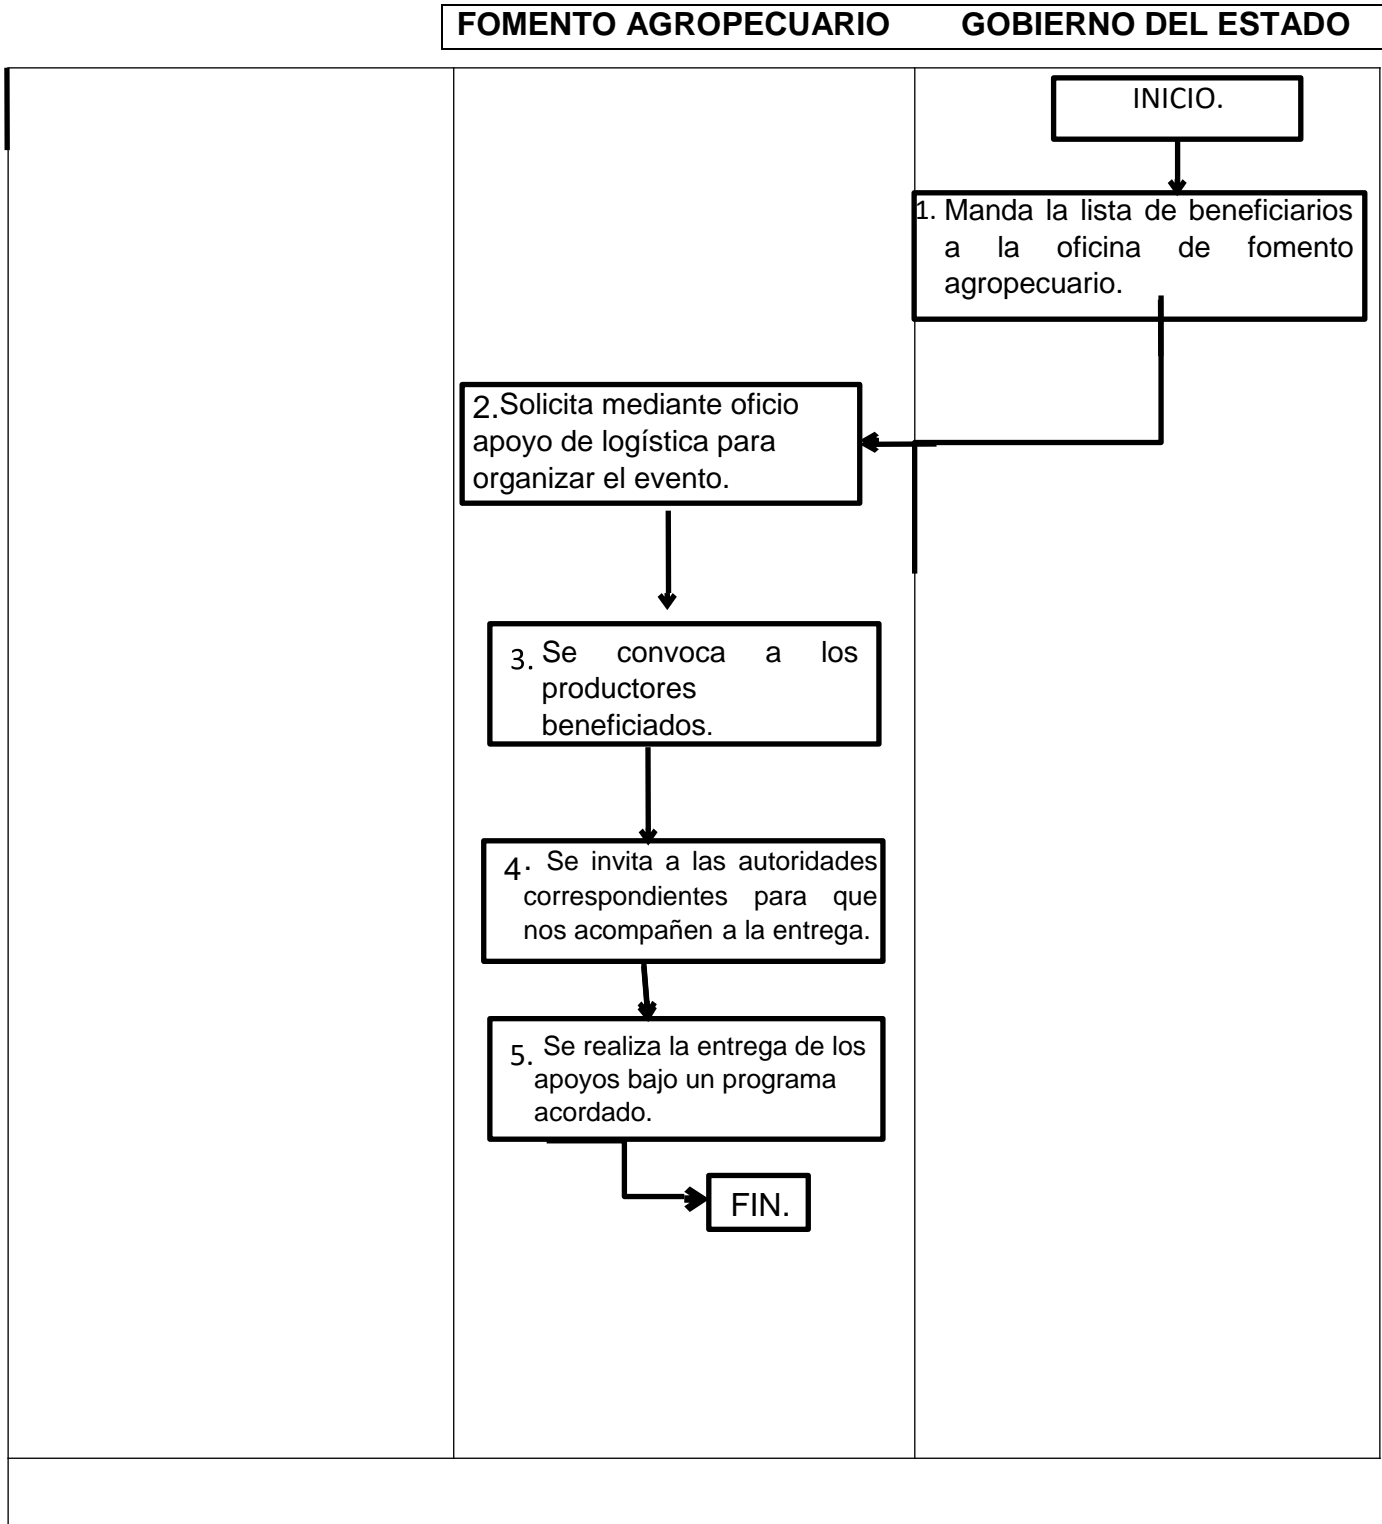 FOMENTO AGROPECUARIO GOBIERNO DEL ESTADO
INICIO.
1. Manda la lista de beneficiarios
a la oficina de fomento
agropecuario.
2.Solicita mediante oficio
apoyo de logística para
organizar el evento.
3. Se convoca a los
productores
beneficiados.
4. Se invita a las autoridades
correspondientes para que
nos acompañen a la entrega.
5. Se realiza la entrega de los
apoyos bajo un programa
acordado.
FIN.